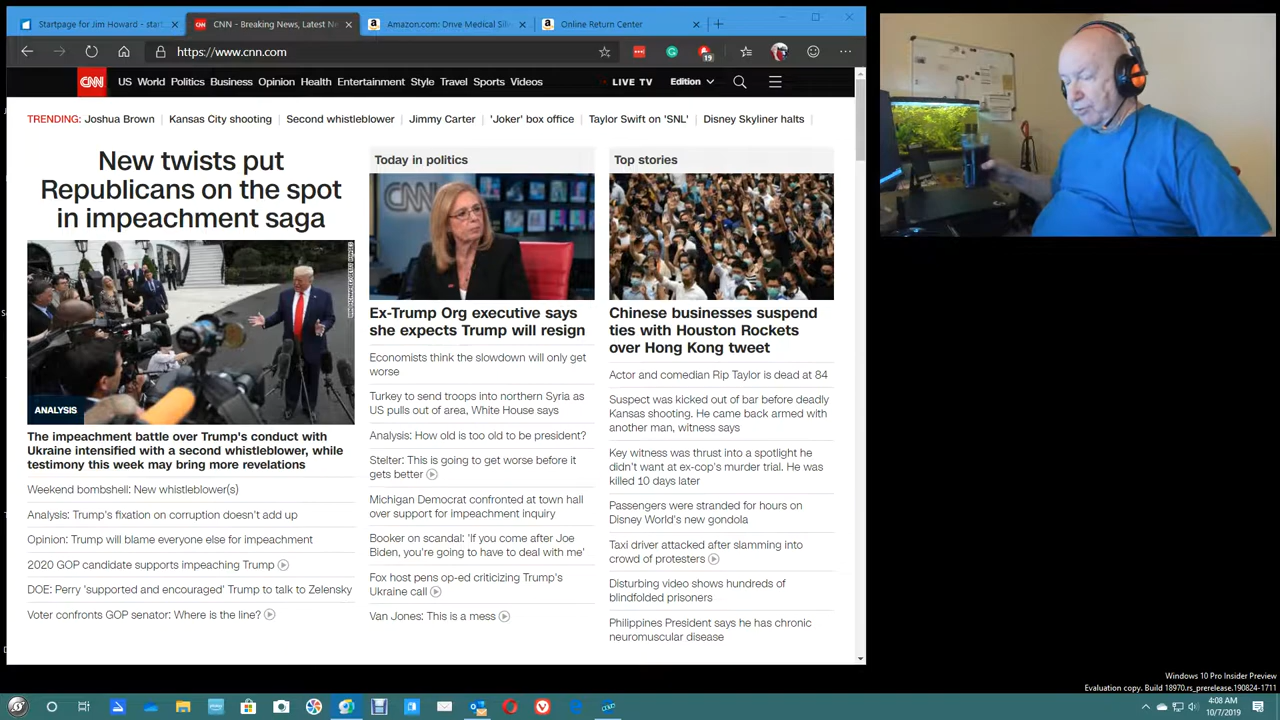 Startpage for Jim Howard - start
CNN - Breaking News, Latest Ne
Amazon.com: Drive Medical Silv
Online Return Center
https://www.cnn.com
19
CNN US World Politics Business Opinion Health Entertainment Style Travel Sports Videos LIVE TV Edition
TRENDING: Joshua Brown Kansas City shooting Second whistleblower Jimmy Carter 'Joker' box office Taylor Swift on 'SNL' Disney Skyliner halts
New twists put
Republicans on the spot
in impeachment saga
ANALYSIS
The impeachment battle over Trump's conduct with
Ukraine intensified with a second whistleblower, while
testimony this week may bring more revelations
Weekend bombshell: New whistleblower(s)
Analysis: Trump's fixation on corruption doesn't add up
Opinion: Trump will blame everyone else for impeachment
2020 GOP candidate supports impeaching Trump
DOE: Perry 'supported and encouraged' Trump to talk to Zelensky
Voter confronts GOP senator: Where is the line?
Today in politics
CNN
Ex-Trump Org executive says
she expects Trump will resign
Economists think the slowdown will only get
worse
Turkey to send troops into northern Syria as
US pulls out of area, White House says
Analysis: How old is too old to be president?
Stelter: This is going to get worse before it
gets better
Michigan Democrat confronted at town hall
over support for impeachment inquiry
Booker on scandal: 'If you come after Joe
Biden, you're going to have to deal with me'
Fox host pens op-ed criticizing Trump's
Ukraine call
Van Jones: This is a mess
Top stories
Chinese businesses suspend
ties with Houston Rockets
over Hong Kong tweet
Actor and comedian Rip Taylor is dead at 84
Suspect was kicked out of bar before deadly
Kansas shooting. He came back armed with
another man, witness says
Key witness was thrust into a spotlight he
didn't want at ex-cop's murder trial. He was
killed 10 days later
Passengers were stranded for hours on
Disney World's new gondola
Taxi driver attacked after slamming into
crowd of protesters
Disturbing video shows hundreds of
blindfolded prisoners
Philippines President says he has chronic
neuromuscular disease
Windows 10 Pro Insider Preview
Evaluation copy. Build 18970.rs_prerelease.190824-1711
4:08 AM
10/7/2019